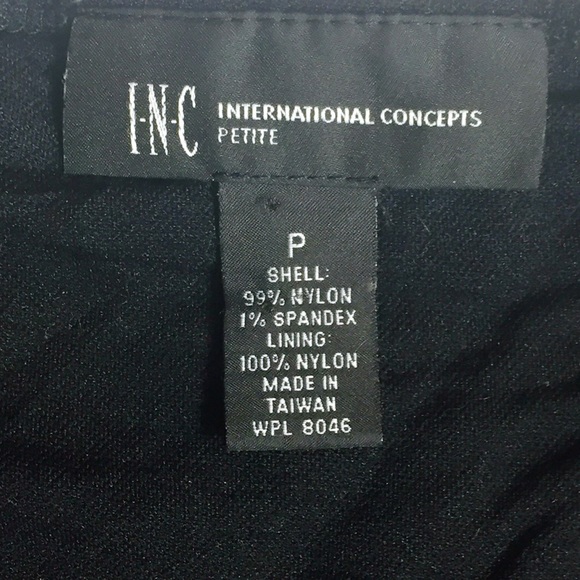 I-N-C INTERNATIONAL CONCEPTS
PETITE
P
SHELL:
99% NYLON
1% SPANDEX
LINING:
100% NYLON
MADE IN
TAIWAN
WPL 8046